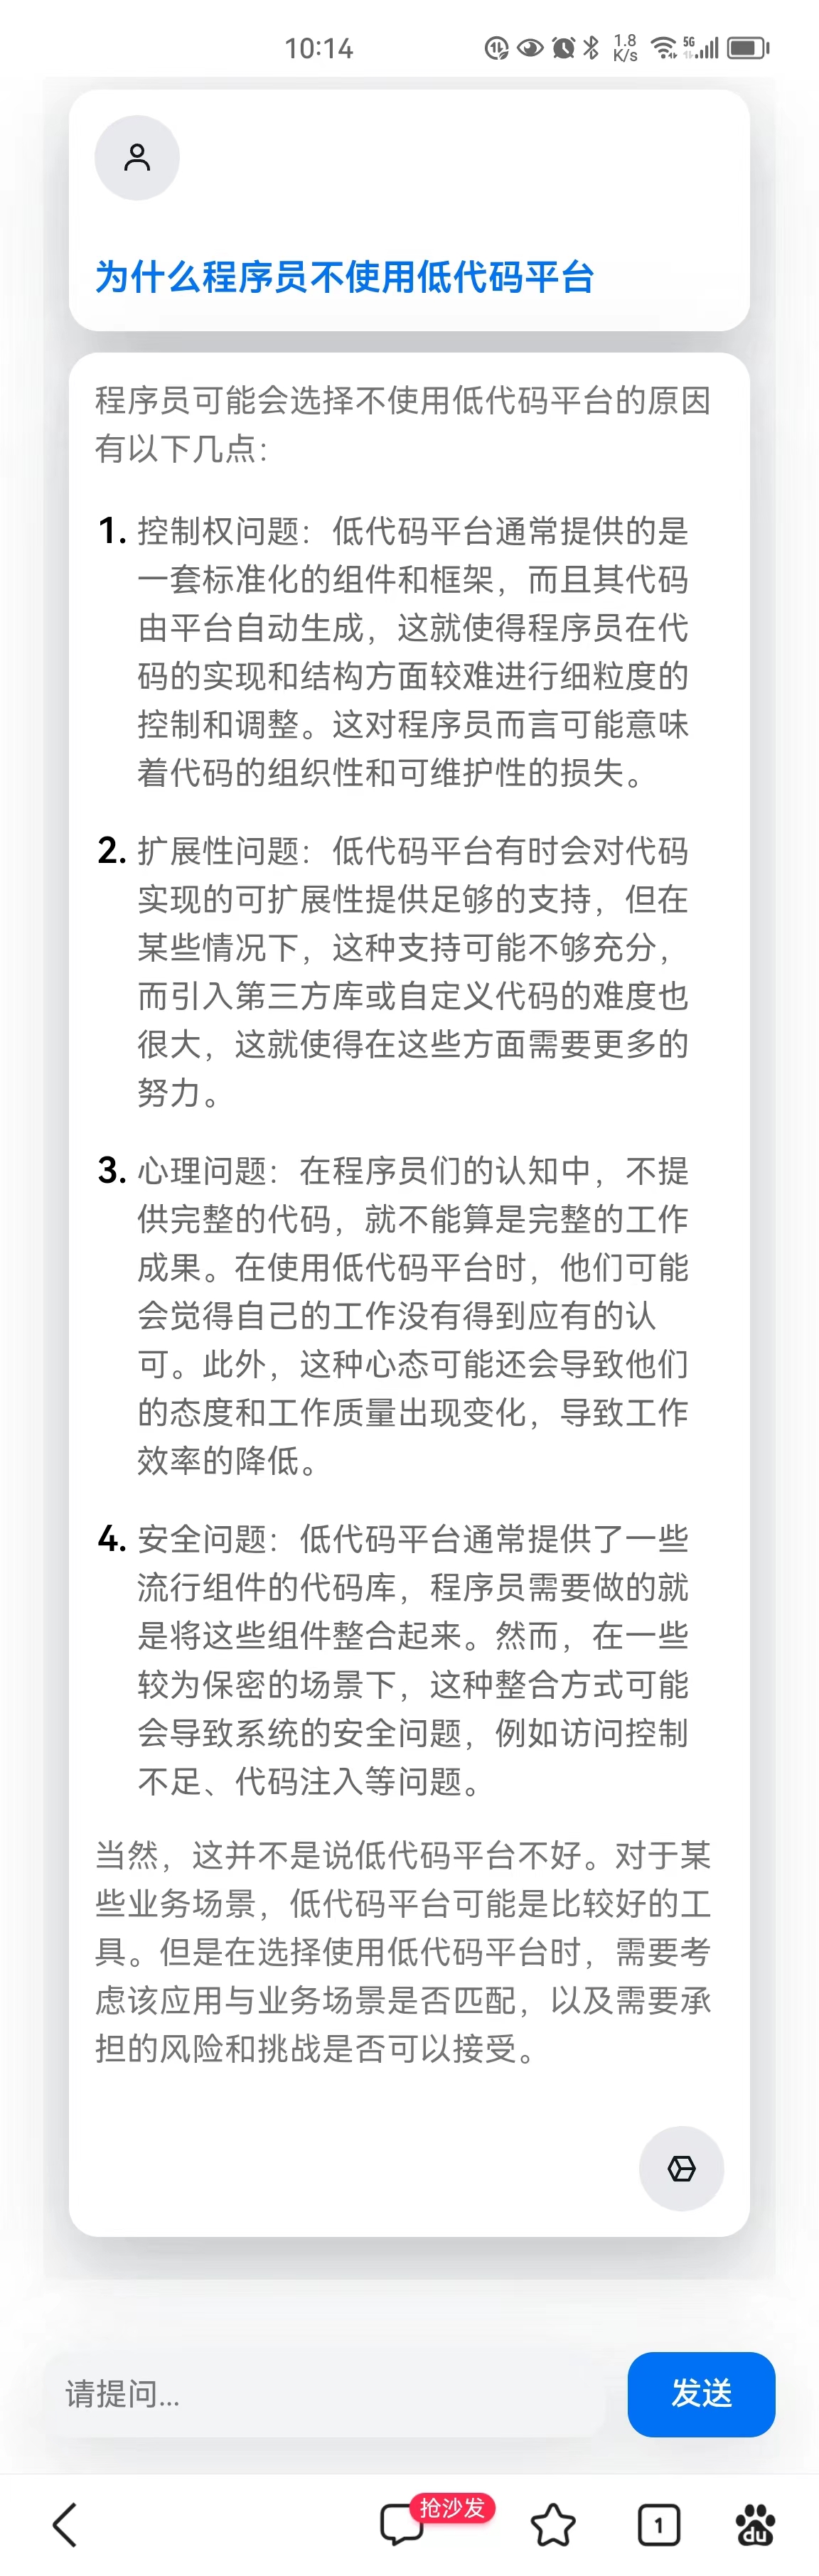 10:14
1.8
K/s
5G
为什么程序员不使用低代码平台
程序员可能会选择不使用低代码平台的原因
有以下几点：
1. 控制权问题：低代码平台通常提供的是
一套标准化的组件和框架，而且其代码
由平台自动生成，这就使得程序员在代
码的实现和结构方面较难进行细粒度的
控制和调整。这对程序员而言可能意味
着代码的组织性和可维护性的损失。
2. 扩展性问题：低代码平台有时会对代码
实现的可扩展性提供足够的支持，但在
某些情况下，这种支持可能不够充分，
而引入第三方库或自定义代码的难度也
很大，这就使得在这些方面需要更多的
努力。
3. 心理问题：在程序员们的认知中，不提
供完整的代码，就不能算是完整的工作
成果。在使用低代码平台时，他们可能
会觉得自己的工作没有得到应有的认
可。此外，这种心态可能还会导致他们
的态度和工作质量出现变化，导致工作
效率的降低。
4. 安全问题：低代码平台通常提供了一些
流行组件的代码库，程序员需要做的就
是将这些组件整合起来。然而，在一些
较为保密的场景下，这种整合方式可能
会导致系统的安全问题，例如访问控制
不足、代码注入等问题。
当然，这并不是说低代码平台不好。对于某
些业务场景，低代码平台可能是比较好的工
具。但是在选择使用低代码平台时，需要考
虑该应用与业务场景是否匹配，以及需要承
担的风险和挑战是否可以接受。
请提问...
发送
抢沙发
1
du